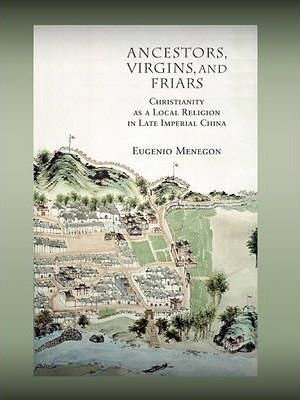 ANCESTORS,
VIRGINS, AND
FRIARS
CHRISTIANITY
AS A LOCAL RELIGION
IN LATE IMPERIAL CHINA
EUGENIO MENEGON